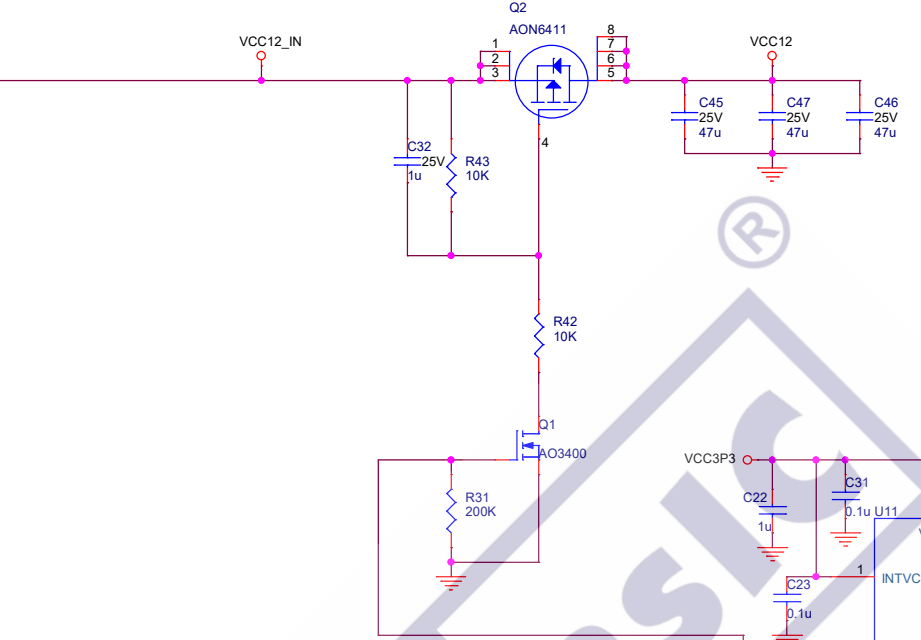 Q2
AON6411
VCC12_IN
VCC12
1
2
3
8
7
6
5
4
C45
25V
47u
C47
25V
47u
C46
25V
47u
C32
25V
1u
R43
10K
®
R42
10K
Q1
AO3400
R31
200K
VCC3P3
C22
1u
C31
0.1u
U11
1
INTVC
C23
0.1u
sic